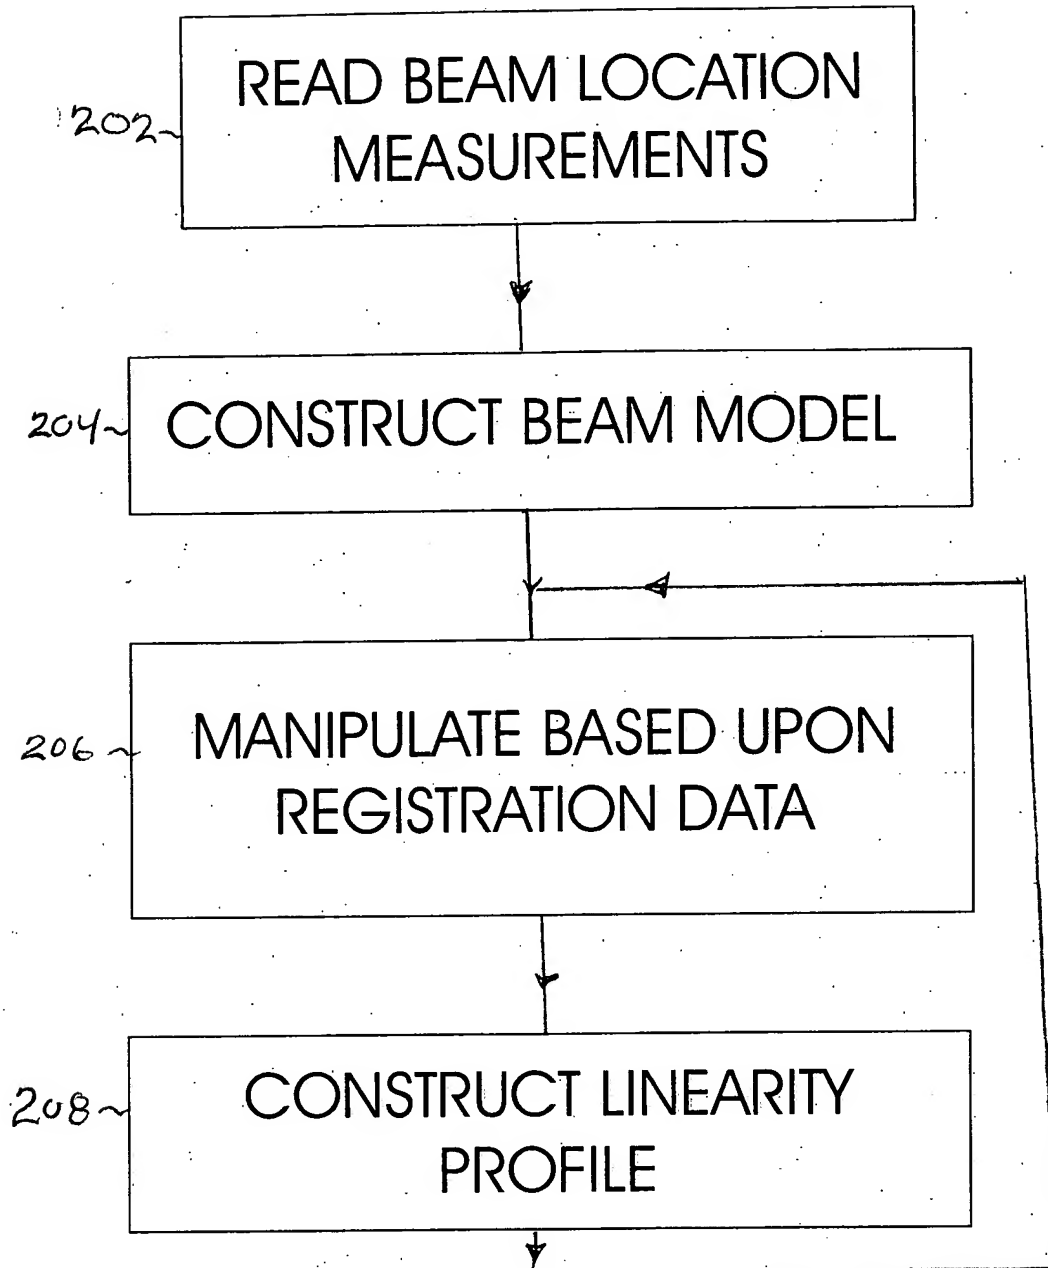 READ BEAM LOCATION
MEASUREMENTS
202
CONSTRUCT BEAM MODEL
204
MANIPULATE BASED UPON
REGISTRATION DATA
206
CONSTRUCT LINEARITY
PROFILE
208